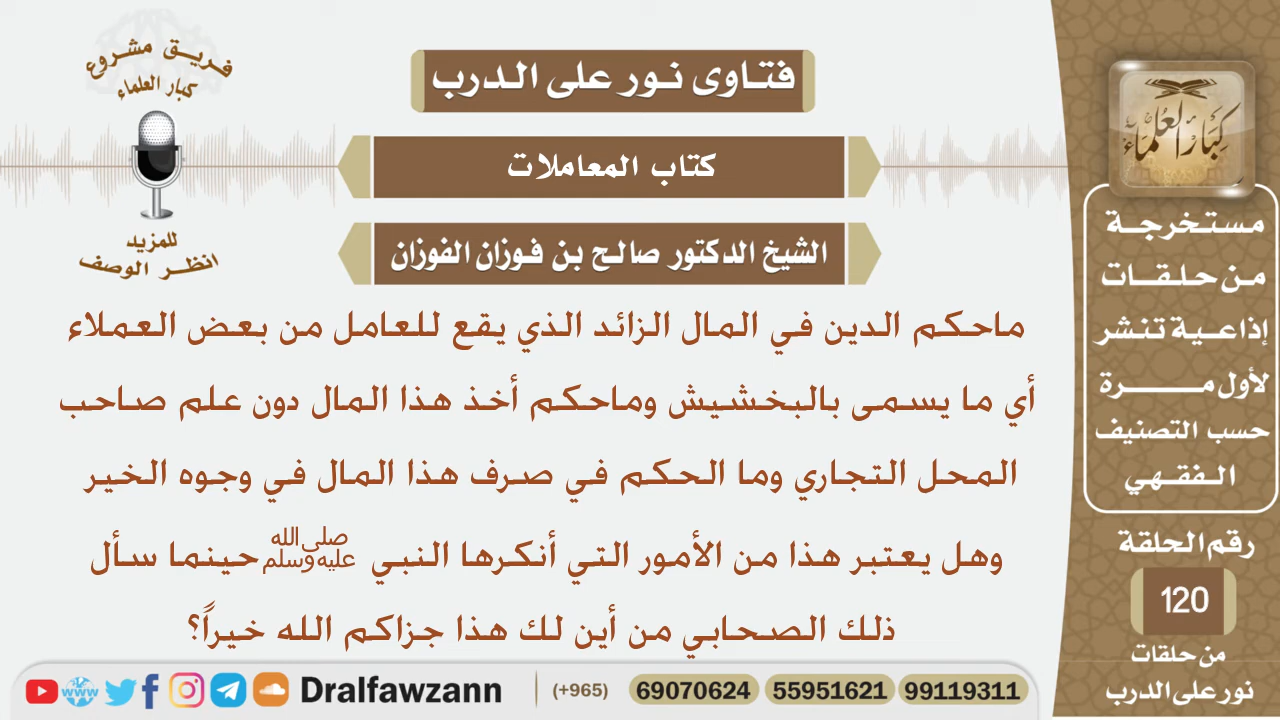 فريق مشروع
كبار العلماء
فتاوى نور على الدرب
كتاب المعاملات
الشيخ الدكتور صالح بن فوزان الفوزان
للمزيد
انظر الوصف
ماحكم الدين في المال الزائد الذي يقع للعامل من بعض العملاء
أي ما يسمى بالبخشيش وماحكم أخذ هذا المال دون علم صاحب
المحل التجاري وما الحكم في صرف هذا المال في وجوه الخير
وهل يعتبر هذا من الأمور التي أنكرها النبي ﷺ حينما سأل
ذلك الصحابي من أين لك هذا جزاكم الله خيراً؟
كبار العلماء
مستخرجة
من حلقات
إذاعية تنشر
لأول مرة
حسب التصنيف
الفقهي
رقم الحلقة
120
من حلقات
نور على الدرب
www Dralfawzann (+965) 69070624 55951621 99119311